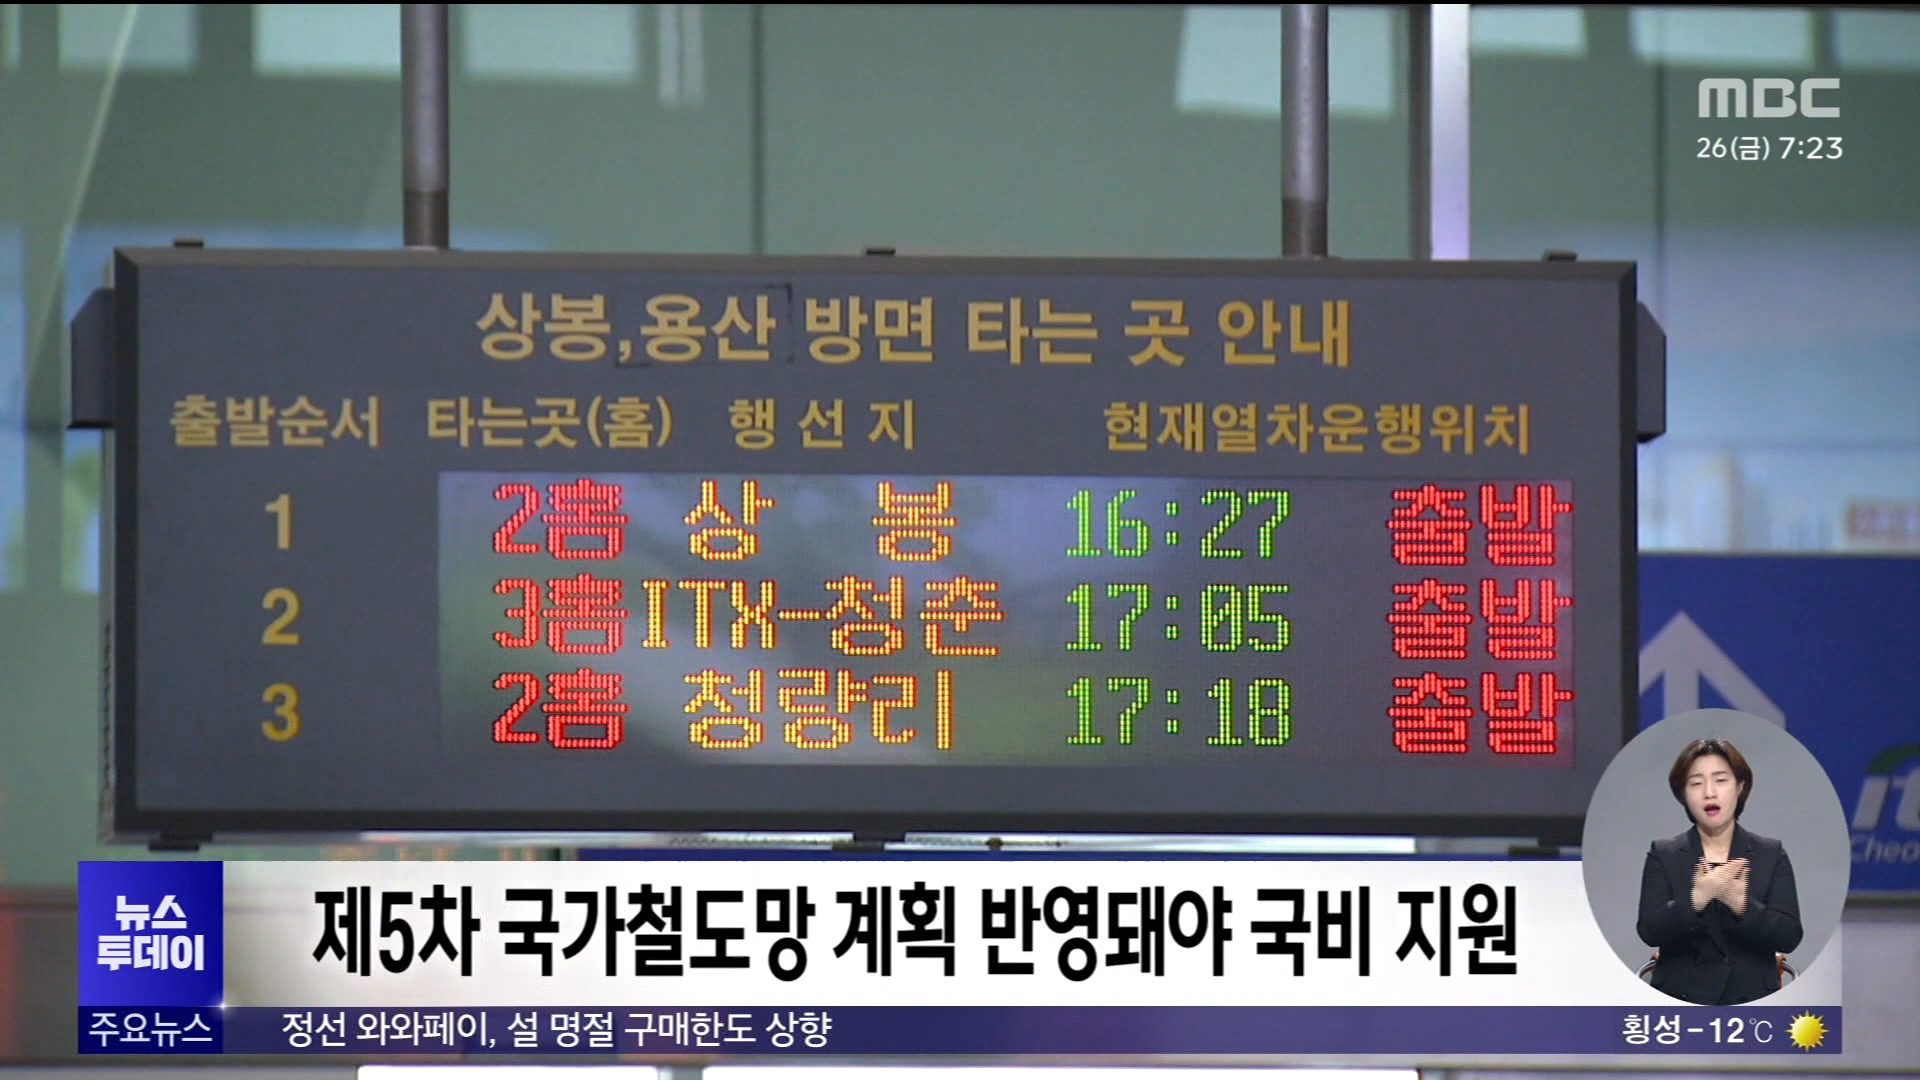 MBC
26(금) 7:23
상봉,용산 방면 타는 곳 안내
출발순서 타는곳(홈) 행선지 현재열차운행위치
1 2홈 상봉 16:27 출발
2 3홈 ITX-청춘 17:05 출발
3 2홈 청량리 17:18 출발
it
Cheo
뉴스
투데이
제5차 국가철도망 계획 반영돼야 국비 지원
주요뉴스 정선 와와페이, 설 명절 구매한도 상향 횡성 -12℃